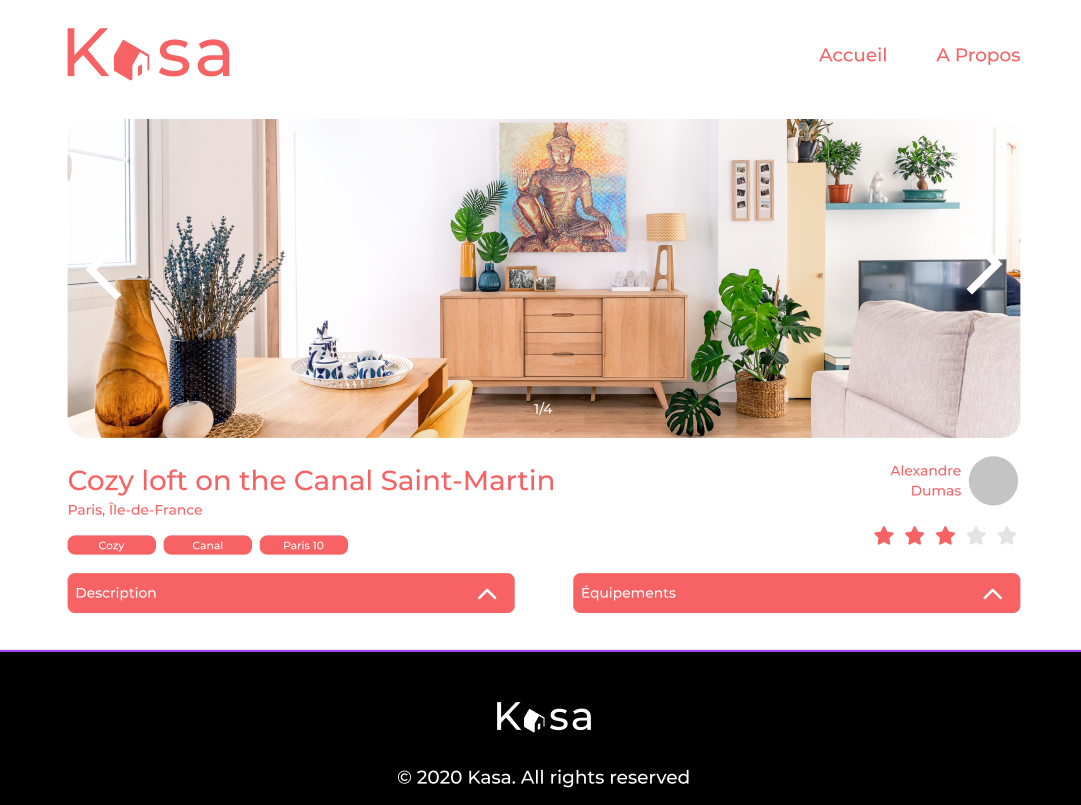 Kasa
Accueil
A Propos
1/4
Cozy loft on the Canal Saint-Martin
Paris, Île-de-France
Alexandre
Dumas
Cozy
Canal
Paris 10
Description
Équipements
Kasa
© 2020 Kasa. All rights reserved